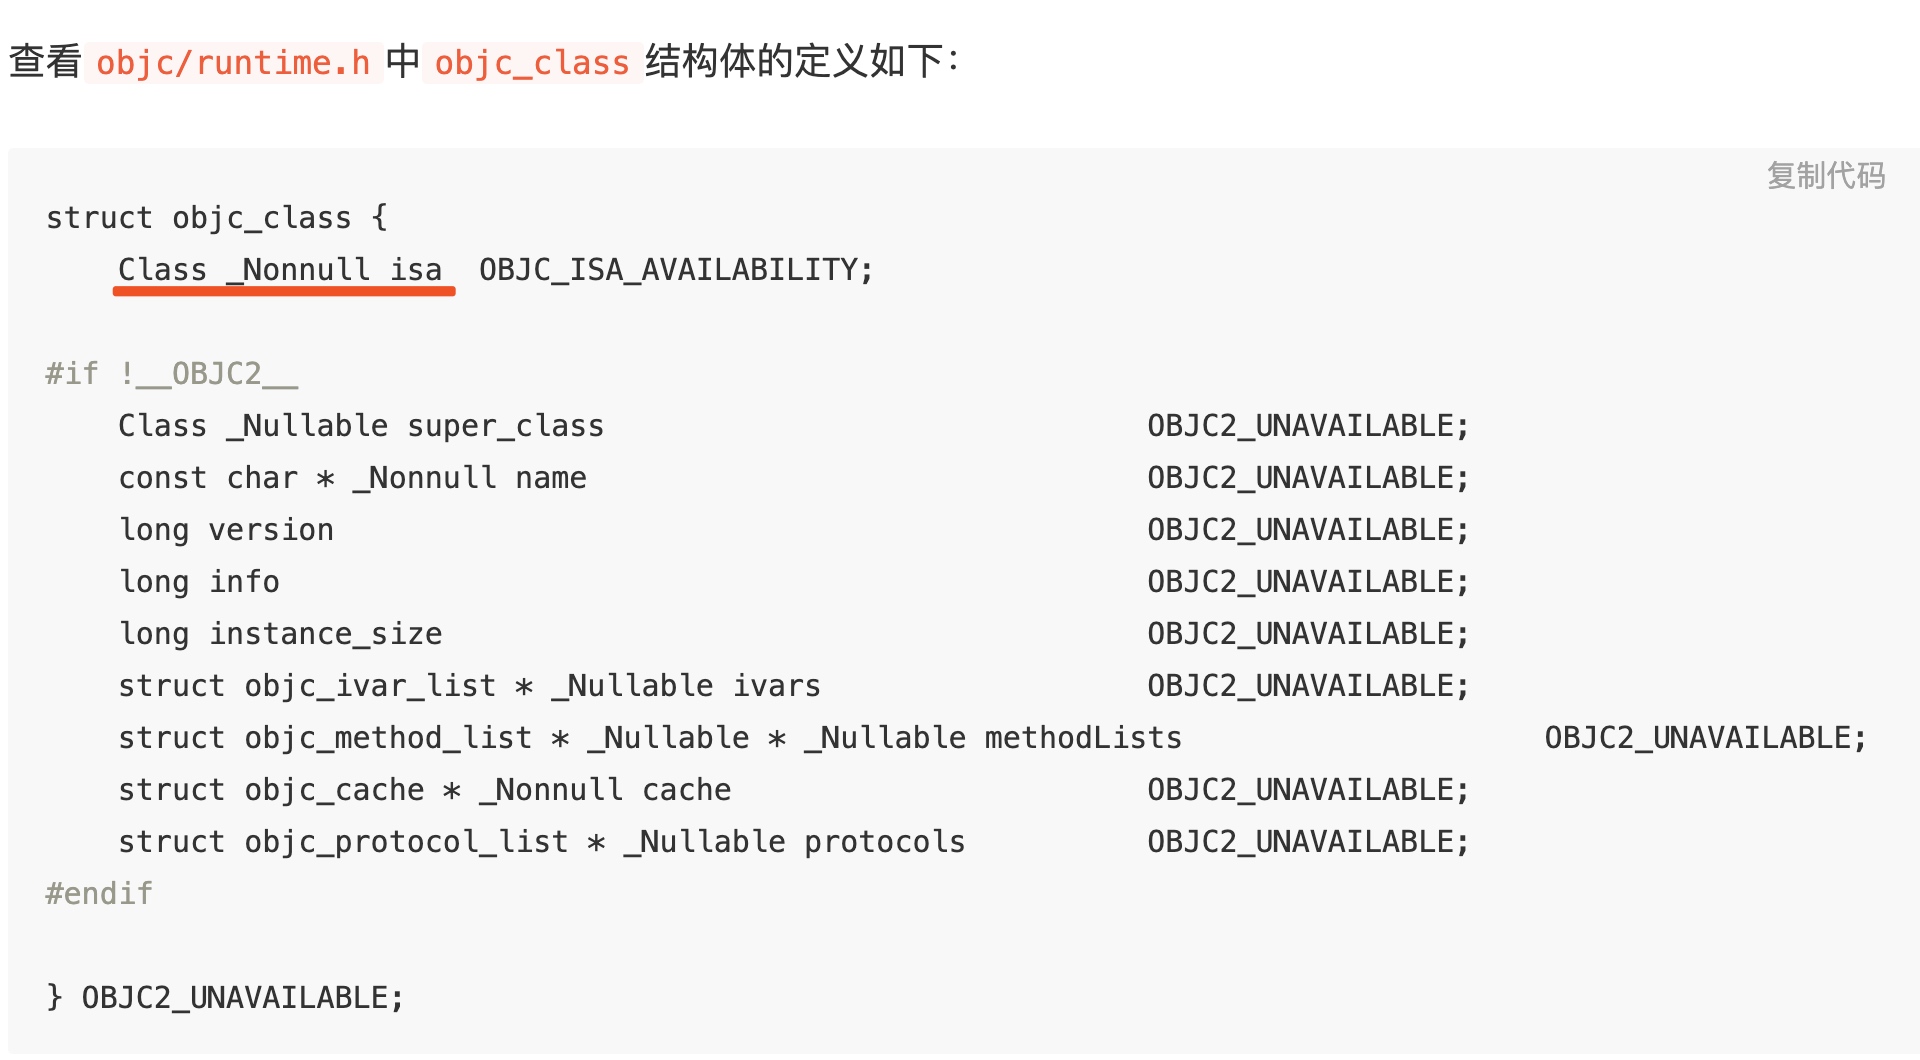 查看 objc/runtime.h 中 objc_class 结构体的定义如下：
复制代码
struct objc_class {
    Class _Nonnull isa  OBJC_ISA_AVAILABILITY;
#if !__OBJC2__
    Class _Nullable super_class                              OBJC2_UNAVAILABLE;
    const char * _Nonnull name                               OBJC2_UNAVAILABLE;
    long version                                             OBJC2_UNAVAILABLE;
    long info                                                OBJC2_UNAVAILABLE;
    long instance_size                                       OBJC2_UNAVAILABLE;
    struct objc_ivar_list * _Nullable ivars                  OBJC2_UNAVAILABLE;
    struct objc_method_list * _Nullable * _Nullable methodLists                    OBJC2_UNAVAILABLE;
    struct objc_cache * _Nonnull cache                       OBJC2_UNAVAILABLE;
    struct objc_protocol_list * _Nullable protocols          OBJC2_UNAVAILABLE;
#endif
} OBJC2_UNAVAILABLE;